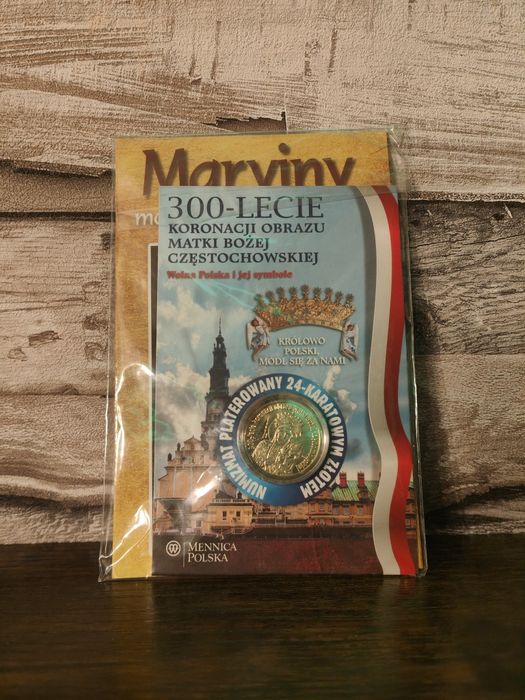 Maryiny
300-LECIE
KORONACJI OBRAZU
MATKI BOŻEJ
CZĘSTOCHOWSKIEJ
Wolna Polska i jej symbole
KRÓLOWO
POLSKI,
MÓDL SIĘ ZA NAMI
NUMIZMAT PLATEROWANY 24-KARATOWYM ZŁOTEM
MENNICA
POLSKA